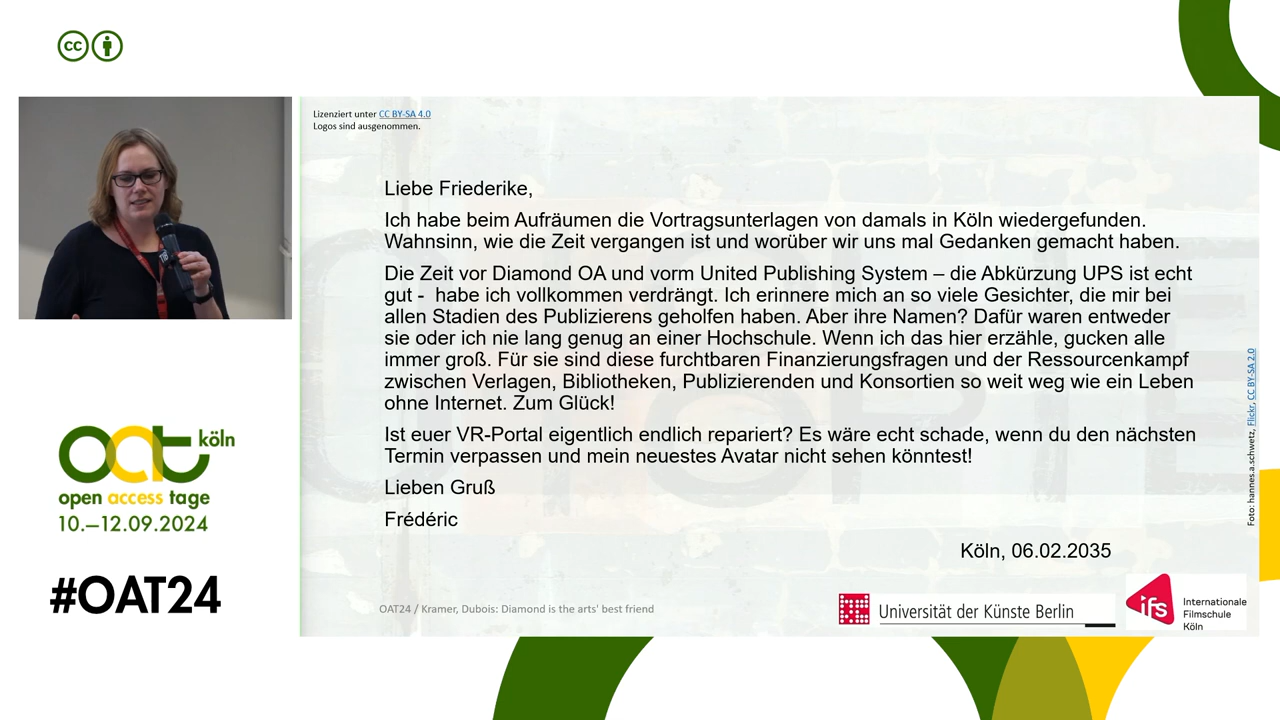 cc
Lizenziert unter CC BY-SA 4.0
Logos sind ausgenommen.
Liebe Friederike,
Ich habe beim Aufräumen die Vortragsunterlagen von damals in Köln wiedergefunden.
Wahnsinn, wie die Zeit vergangen ist und worüber wir uns mal Gedanken gemacht haben.
Die Zeit vor Diamond OA und vorm United Publishing System – die Abkürzung UPS ist echt
gut -  habe ich vollkommen verdrängt. Ich erinnere mich an so viele Gesichter, die mir bei
allen Stadien des Publizierens geholfen haben. Aber ihre Namen? Dafür waren entweder
sie oder ich nie lang genug an einer Hochschule. Wenn ich das hier erzähle, gucken alle
immer groß. Für sie sind diese furchtbaren Finanzierungsfragen und der Ressourcenkampf
zwischen Verlagen, Bibliotheken, Publizierenden und Konsortien so weit weg wie ein Leben
ohne Internet. Zum Glück!
Ist euer VR-Portal eigentlich endlich repariert? Es wäre echt schade, wenn du den nächsten
Termin verpassen und mein neuestes Avatar nicht sehen könntest!
Lieben Gruß
Frédéric
Köln, 06.02.2035
Foto: hannes.a.schwetz, Flickr, CC BY-SA 2.0
OAT24 / Kramer, Dubois: Diamond is the arts' best friend
Universität der Künste Berlin
ifs
Internationale
Filmschule
Köln
oat köln
open access tage
10.–12.09.2024
#OAT24